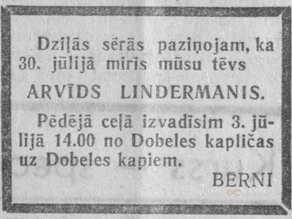 Dziļās sērās paziņojam, ka
30. jūlijā miris mūsu tēvs
ARVĪDS LINDERMANIS.
Pēdējā ceļā izvadīsim 3. jū-
lijā 14.00 no Dobeles kapličas
uz Dobeles kapiem.
BERNI